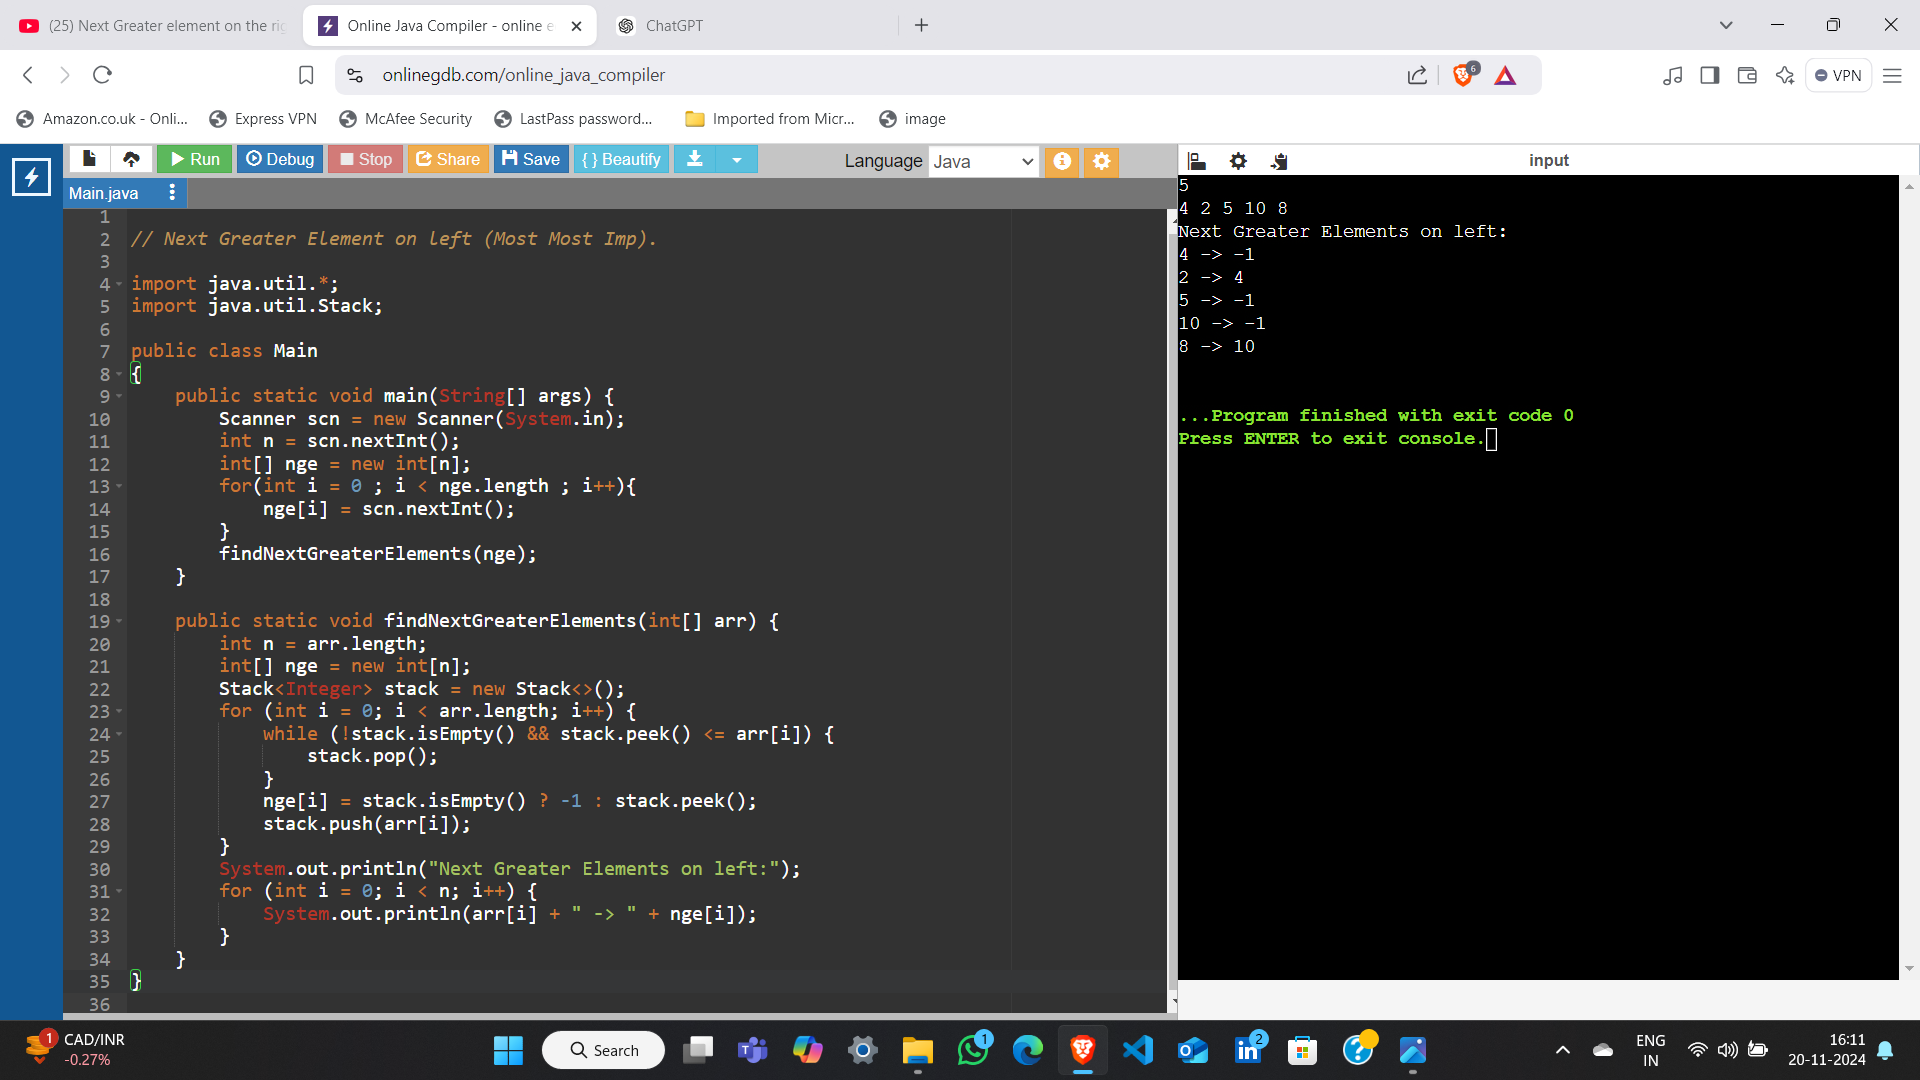 (25) Next Greater element on the rig
Online Java Compiler - online e
ChatGPT
onlinegdb.com/online_java_compiler
6
VPN
Amazon.co.uk - Onli...
Express VPN
McAfee Security
LastPass password...
Imported from Micr...
image
Run
Debug
Stop
Share
Save
{ } Beautify
Language
Java
input
Main.java
1
2 // Next Greater Element on left (Most Most Imp).
3
4 import java.util.*;
5 import java.util.Stack;
6
7 public class Main
8 {
9     public static void main(String[] args) {
10         Scanner scn = new Scanner(System.in);
11         int n = scn.nextInt();
12         int[] nge = new int[n];
13         for(int i = 0 ; i < nge.length ; i++){
14             nge[i] = scn.nextInt();
15         }
16         findNextGreaterElements(nge);
17     }
18
19     public static void findNextGreaterElements(int[] arr) {
20         int n = arr.length;
21         int[] nge = new int[n];
22         Stack<Integer> stack = new Stack<>();
23         for (int i = 0; i < arr.length; i++) {
24             while (!stack.isEmpty() && stack.peek() <= arr[i]) {
25                 stack.pop();
26             }
27             nge[i] = stack.isEmpty() ? -1 : stack.peek();
28             stack.push(arr[i]);
29         }
30         System.out.println("Next Greater Elements on left:");
31         for (int i = 0; i < n; i++) {
32             System.out.println(arr[i] + " -> " + nge[i]);
33         }
34     }
35 }
36
5
4 2 5 10 8
Next Greater Elements on left:
4 -> -1
2 -> 4
5 -> -1
10 -> -1
8 -> 10
...Program finished with exit code 0
Press ENTER to exit console.
1
CAD/INR
-0.27%
Search
1
2
ENG
IN
16:11
20-11-2024